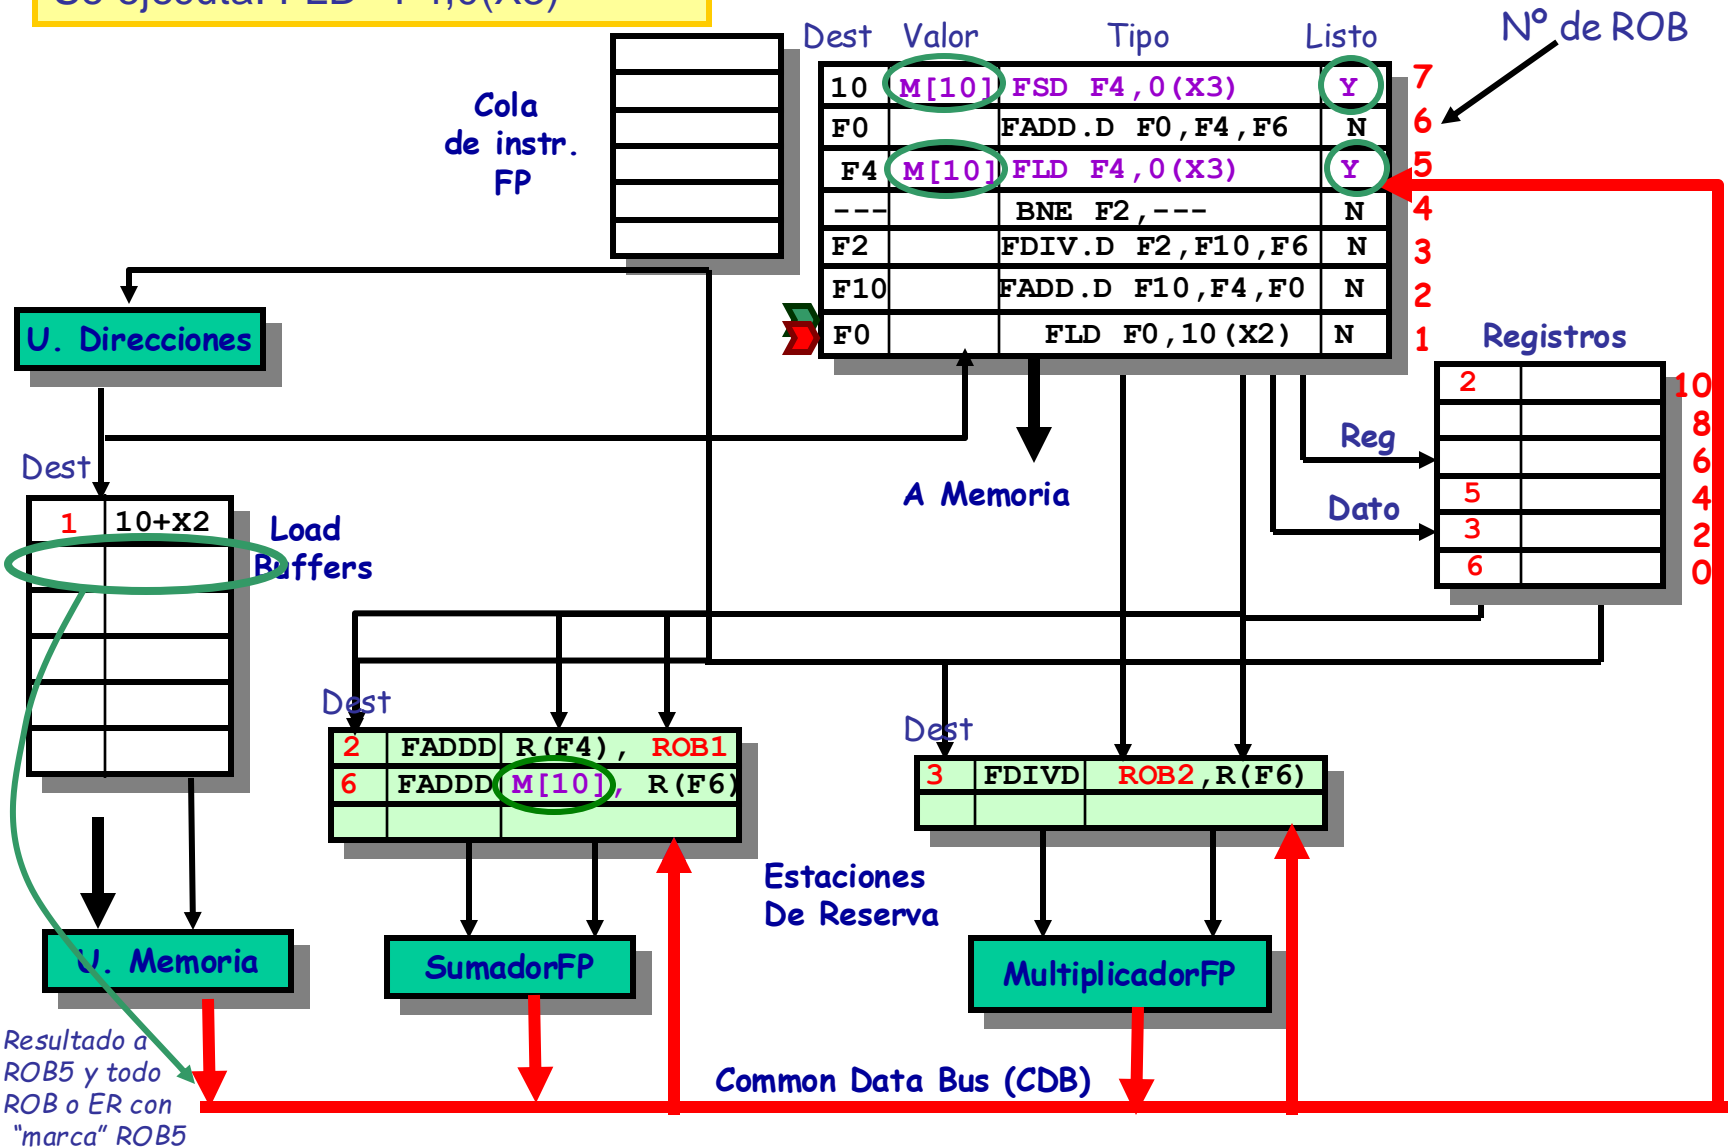 Dest Valor Tipo Listo
Nº de ROB
10 M[10] FSD F4,0(X3) Y 7
F0 FADD.D F0,F4,F6 N 6
F4 M[10] FLD F4,0(X3) Y 5
--- BNE F2,--- N 4
F2 FDIV.D F2,F10,F6 N 3
F10 FADD.D F10,F4,F0 N 2
F0 FLD F0,10(X2) N 1
Cola
de instr.
FP
U. Direcciones
Registros
2 10
8
6
5 4
3 2
6 0
Reg
Dato
A Memoria
Dest
1 10+X2
Load
Buffers
Dest
2 FADDD R(F4), ROB1
6 FADDD M[10], R(F6)
Dest
3 FDIVD ROB2,R(F6)
Estaciones
De Reserva
U. Memoria
SumadorFP
MultiplicadorFP
Resultado a
ROB5 y todo
ROB o ER con
"marca" ROB5
Common Data Bus (CDB)